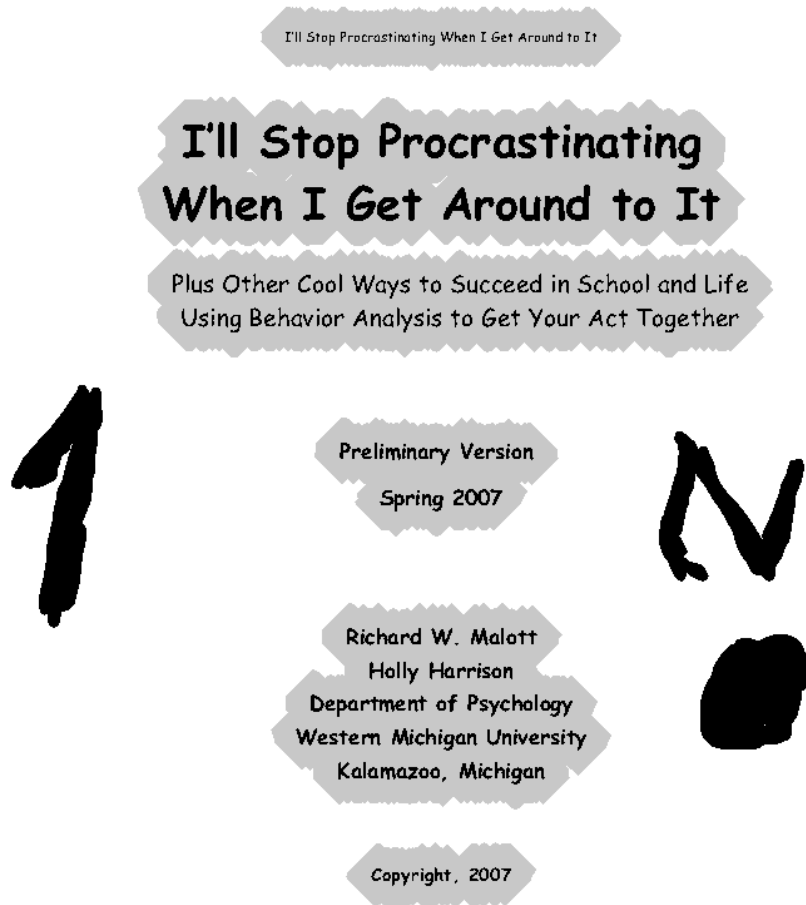 I'll Stop Procrastinating When I Get Around to It
I'll Stop Procrastinating
When I Get Around to It
Plus Other Cool Ways to Succeed in School and Life
Using Behavior Analysis to Get Your Act Together
Preliminary Version
Spring 2007
Richard W. Malott
Holly Harrison
Department of Psychology
Western Michigan University
Kalamazoo, Michigan
Copyright, 2007